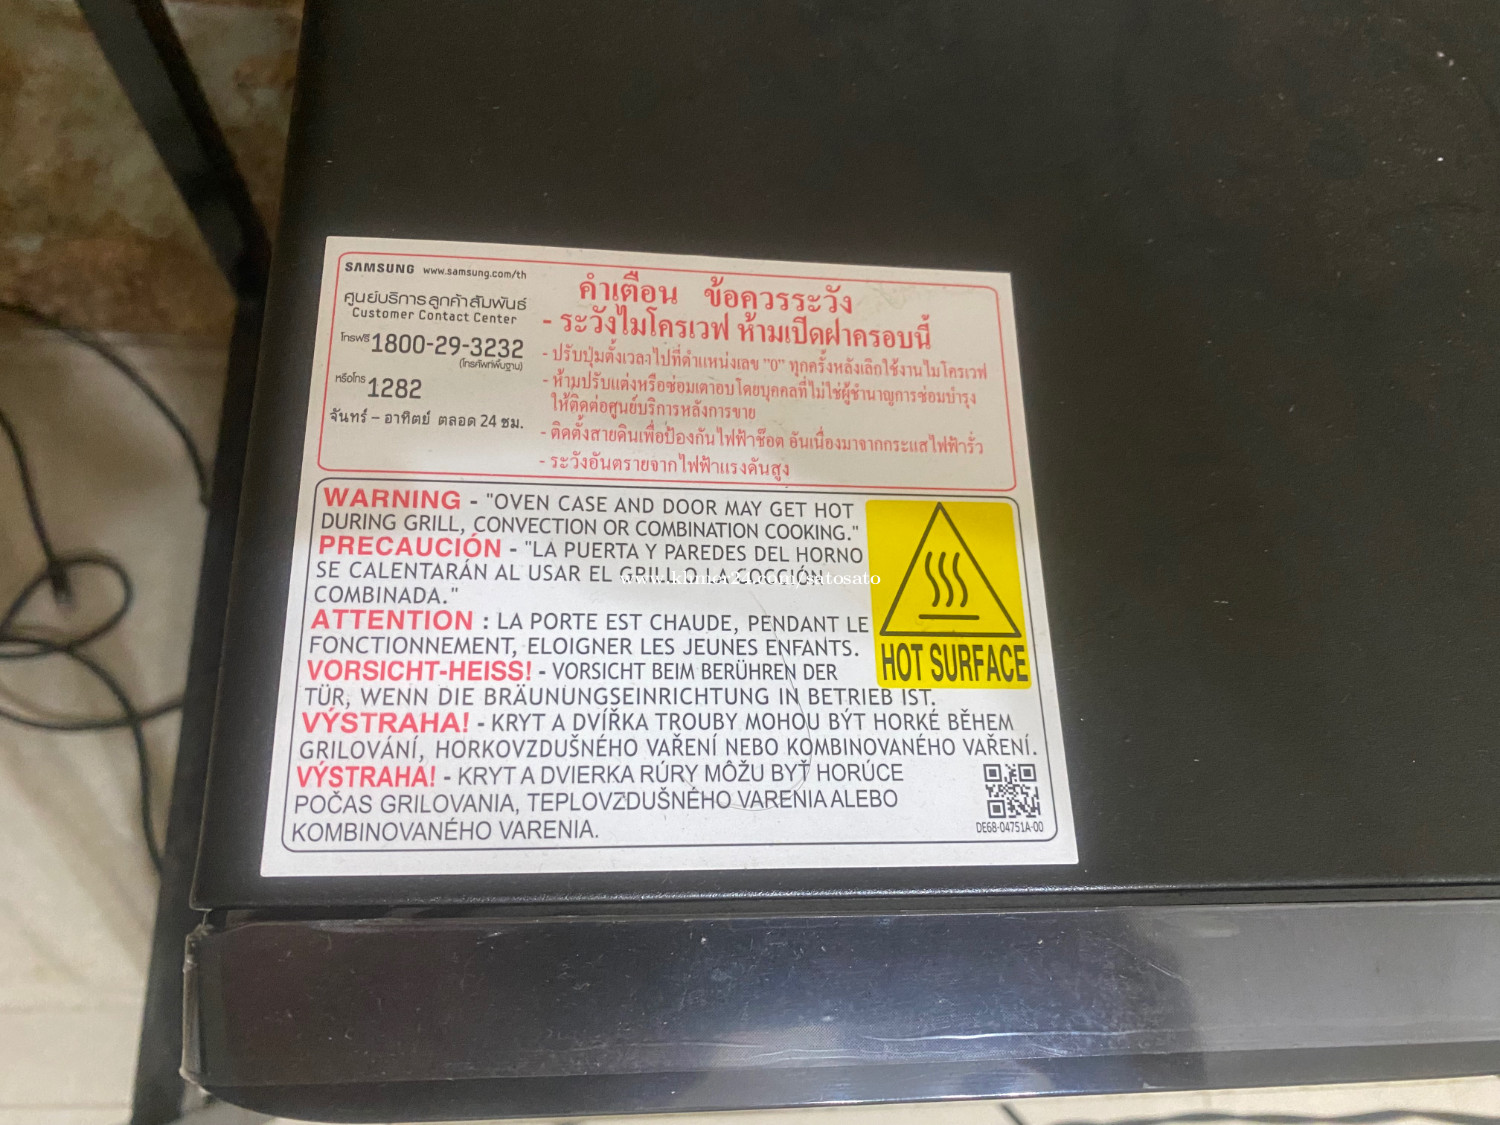 SAMSUNG www.samsung.com/th
ศูนย์บริการลูกค้าสัมพันธ์
Customer Contact Center
โทรฟรี 1800-29-3232
(โทรศัพท์พื้นฐาน)
หรือโทร 1282
จันทร์ – อาทิตย์ ตลอด 24 ชม.
คำเตือน ข้อควรระวัง
- ระวังไมโครเวฟ ห้ามเปิดฝาครอบนี้
- ปรับปุ่มตั้งเวลาไปที่ตำแหน่งเลข "0" ทุกครั้งหลังเลิกใช้งานไมโครเวฟ
- ห้ามปรับแต่งหรือซ่อมเตาอบโดยบุคคลที่ไม่ใช่ผู้ชำนาญการซ่อมบำรุง
ให้ติดต่อศูนย์บริการหลังการขาย
- ติดตั้งสายดินเพื่อป้องกันไฟฟ้าช๊อต อันเนื่องมาจากกระแสไฟฟ้ารั่ว
- ระวังอันตรายจากไฟฟ้าแรงดันสูง
WARNING - "OVEN CASE AND DOOR MAY GET HOT
DURING GRILL, CONVECTION OR COMBINATION COOKING."
PRECAUCIÓN - "LA PUERTA Y PAREDES DEL HORNO
SE CALENTARÁN AL USAR EL GRILL O LA COCCIÓN
COMBINADA."
ATTENTION : LA PORTE EST CHAUDE, PENDANT LE
FONCTIONNEMENT, ELOIGNER LES JEUNES ENFANTS.
VORSICHT-HEISS! - VORSICHT BEIM BERÜHREN DER
TÜR, WENN DIE BRÄUNUNGSEINRICHTUNG IN BETRIEB IST.
VÝSTRAHA! - KRYT A DVÍŘKA TROUBY MOHOU BÝT HORKÉ BĚHEM
GRILOVÁNÍ, HORKOVZDUŠNÉHO VAŘENÍ NEBO KOMBINOVANÉHO VAŘENÍ.
VÝSTRAHA! - KRYT A DVIERKA RÚRY MÔŽU BYŤ HORÚCE
POČAS GRILOVANIA, TEPLOVZDUŠNÉHO VARENIA ALEBO
KOMBINOVANÉHO VARENIA.
HOT SURFACE
DE68-04751A-00
www.klmer24.com/satosato